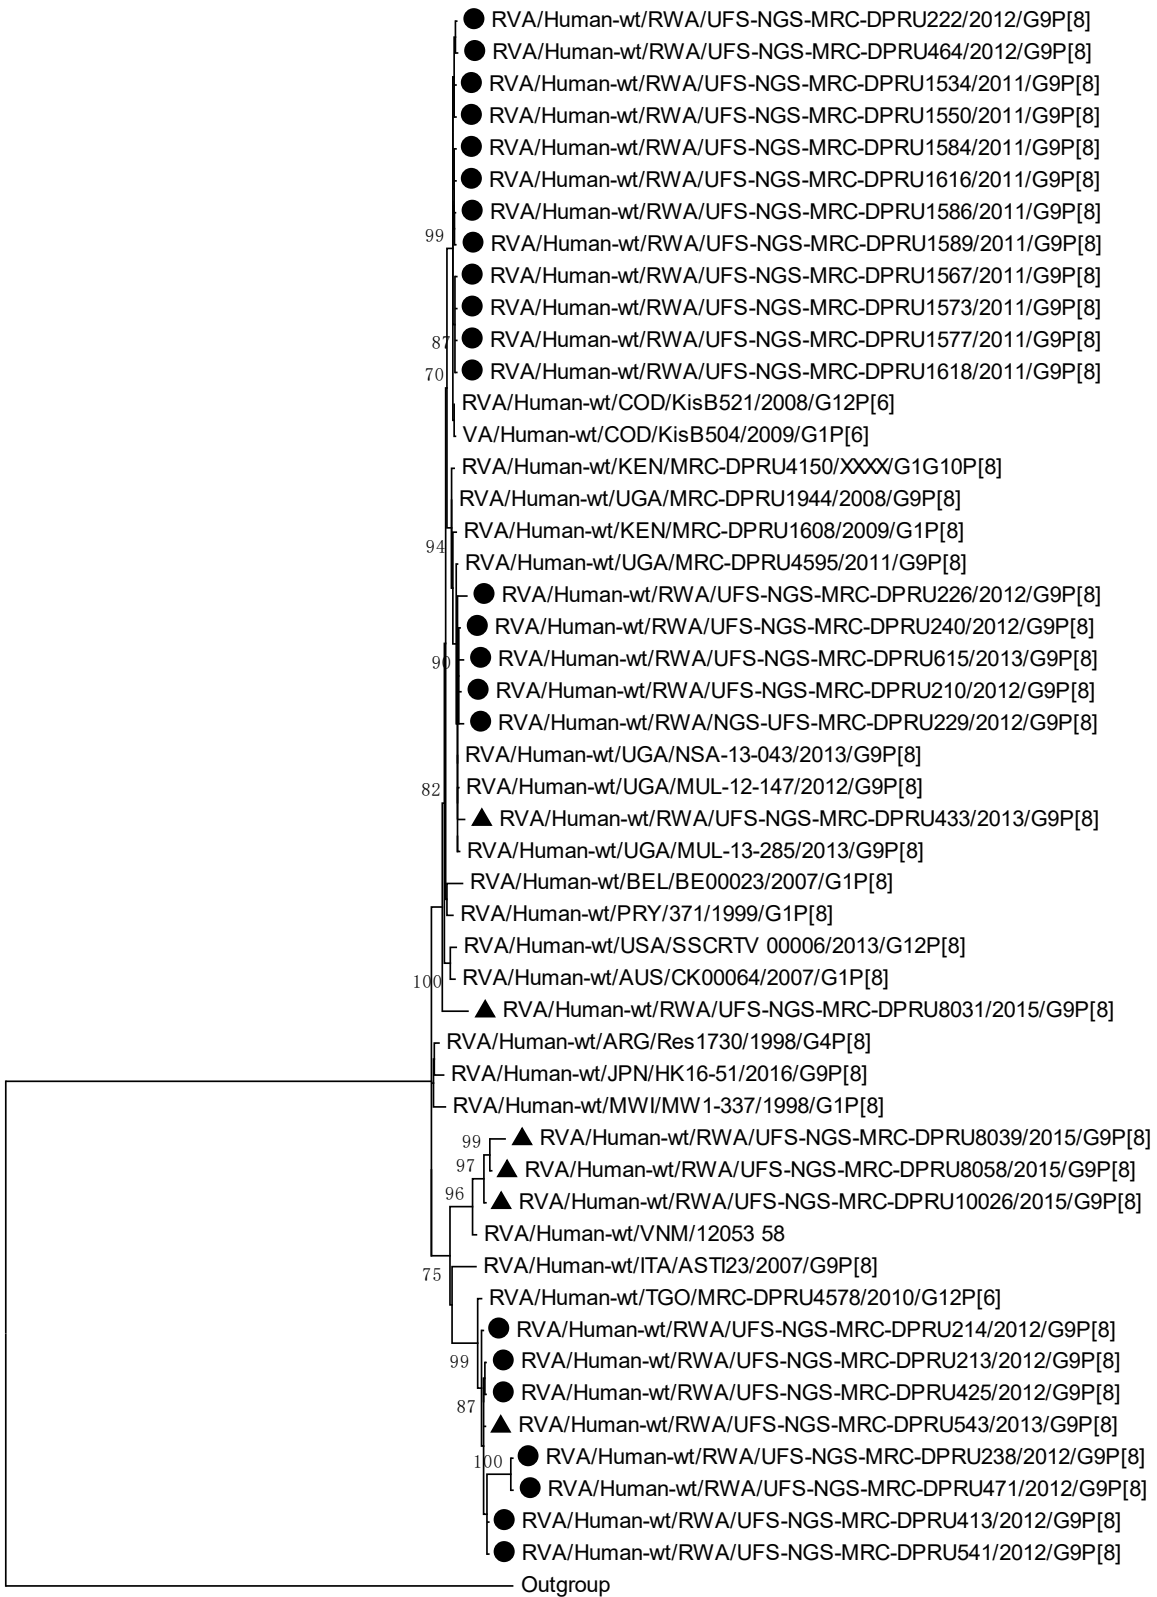 RVA/Human-wt/RWA/UFS-NGS-MRC-DPRU222/2012/G9P[8]
RVA/Human-wt/RWA/UFS-NGS-MRC-DPRU464/2012/G9P[8]
RVA/Human-wt/RWA/UFS-NGS-MRC-DPRU1534/2011/G9P[8]
RVA/Human-wt/RWA/UFS-NGS-MRC-DPRU1550/2011/G9P[8]
RVA/Human-wt/RWA/UFS-NGS-MRC-DPRU1584/2011/G9P[8]
RVA/Human-wt/RWA/UFS-NGS-MRC-DPRU1616/2011/G9P[8]
RVA/Human-wt/RWA/UFS-NGS-MRC-DPRU1586/2011/G9P[8]
99
RVA/Human-wt/RWA/UFS-NGS-MRC-DPRU1589/2011/G9P[8]
RVA/Human-wt/RWA/UFS-NGS-MRC-DPRU1567/2011/G9P[8]
RVA/Human-wt/RWA/UFS-NGS-MRC-DPRU1573/2011/G9P[8]
87
RVA/Human-wt/RWA/UFS-NGS-MRC-DPRU1577/2011/G9P[8]
70
RVA/Human-wt/RWA/UFS-NGS-MRC-DPRU1618/2011/G9P[8]
RVA/Human-wt/COD/KisB521/2008/G12P[6]
VA/Human-wt/COD/KisB504/2009/G1P[6]
RVA/Human-wt/KEN/MRC-DPRU4150/XXXX/G1G10P[8]
RVA/Human-wt/UGA/MRC-DPRU1944/2008/G9P[8]
RVA/Human-wt/KEN/MRC-DPRU1608/2009/G1P[8]
94
RVA/Human-wt/UGA/MRC-DPRU4595/2011/G9P[8]
RVA/Human-wt/RWA/UFS-NGS-MRC-DPRU226/2012/G9P[8]
RVA/Human-wt/RWA/UFS-NGS-MRC-DPRU240/2012/G9P[8]
90
RVA/Human-wt/RWA/UFS-NGS-MRC-DPRU615/2013/G9P[8]
RVA/Human-wt/RWA/UFS-NGS-MRC-DPRU210/2012/G9P[8]
RVA/Human-wt/RWA/NGS-UFS-MRC-DPRU229/2012/G9P[8]
RVA/Human-wt/UGA/NSA-13-043/2013/G9P[8]
82
RVA/Human-wt/UGA/MUL-12-147/2012/G9P[8]
RVA/Human-wt/RWA/UFS-NGS-MRC-DPRU433/2013/G9P[8]
RVA/Human-wt/UGA/MUL-13-285/2013/G9P[8]
RVA/Human-wt/BEL/BE00023/2007/G1P[8]
RVA/Human-wt/PRY/371/1999/G1P[8]
RVA/Human-wt/USA/SSCRTV 00006/2013/G12P[8]
100
RVA/Human-wt/AUS/CK00064/2007/G1P[8]
RVA/Human-wt/RWA/UFS-NGS-MRC-DPRU8031/2015/G9P[8]
RVA/Human-wt/ARG/Res1730/1998/G4P[8]
RVA/Human-wt/JPN/HK16-51/2016/G9P[8]
RVA/Human-wt/MWI/MW1-337/1998/G1P[8]
99
RVA/Human-wt/RWA/UFS-NGS-MRC-DPRU8039/2015/G9P[8]
97
RVA/Human-wt/RWA/UFS-NGS-MRC-DPRU8058/2015/G9P[8]
96
RVA/Human-wt/RWA/UFS-NGS-MRC-DPRU10026/2015/G9P[8]
RVA/Human-wt/VNM/12053 58
75
RVA/Human-wt/ITA/ASTI23/2007/G9P[8]
RVA/Human-wt/TGO/MRC-DPRU4578/2010/G12P[6]
RVA/Human-wt/RWA/UFS-NGS-MRC-DPRU214/2012/G9P[8]
99
RVA/Human-wt/RWA/UFS-NGS-MRC-DPRU213/2012/G9P[8]
87
RVA/Human-wt/RWA/UFS-NGS-MRC-DPRU425/2012/G9P[8]
RVA/Human-wt/RWA/UFS-NGS-MRC-DPRU543/2013/G9P[8]
100
RVA/Human-wt/RWA/UFS-NGS-MRC-DPRU238/2012/G9P[8]
RVA/Human-wt/RWA/UFS-NGS-MRC-DPRU471/2012/G9P[8]
RVA/Human-wt/RWA/UFS-NGS-MRC-DPRU413/2012/G9P[8]
RVA/Human-wt/RWA/UFS-NGS-MRC-DPRU541/2012/G9P[8]
Outgroup